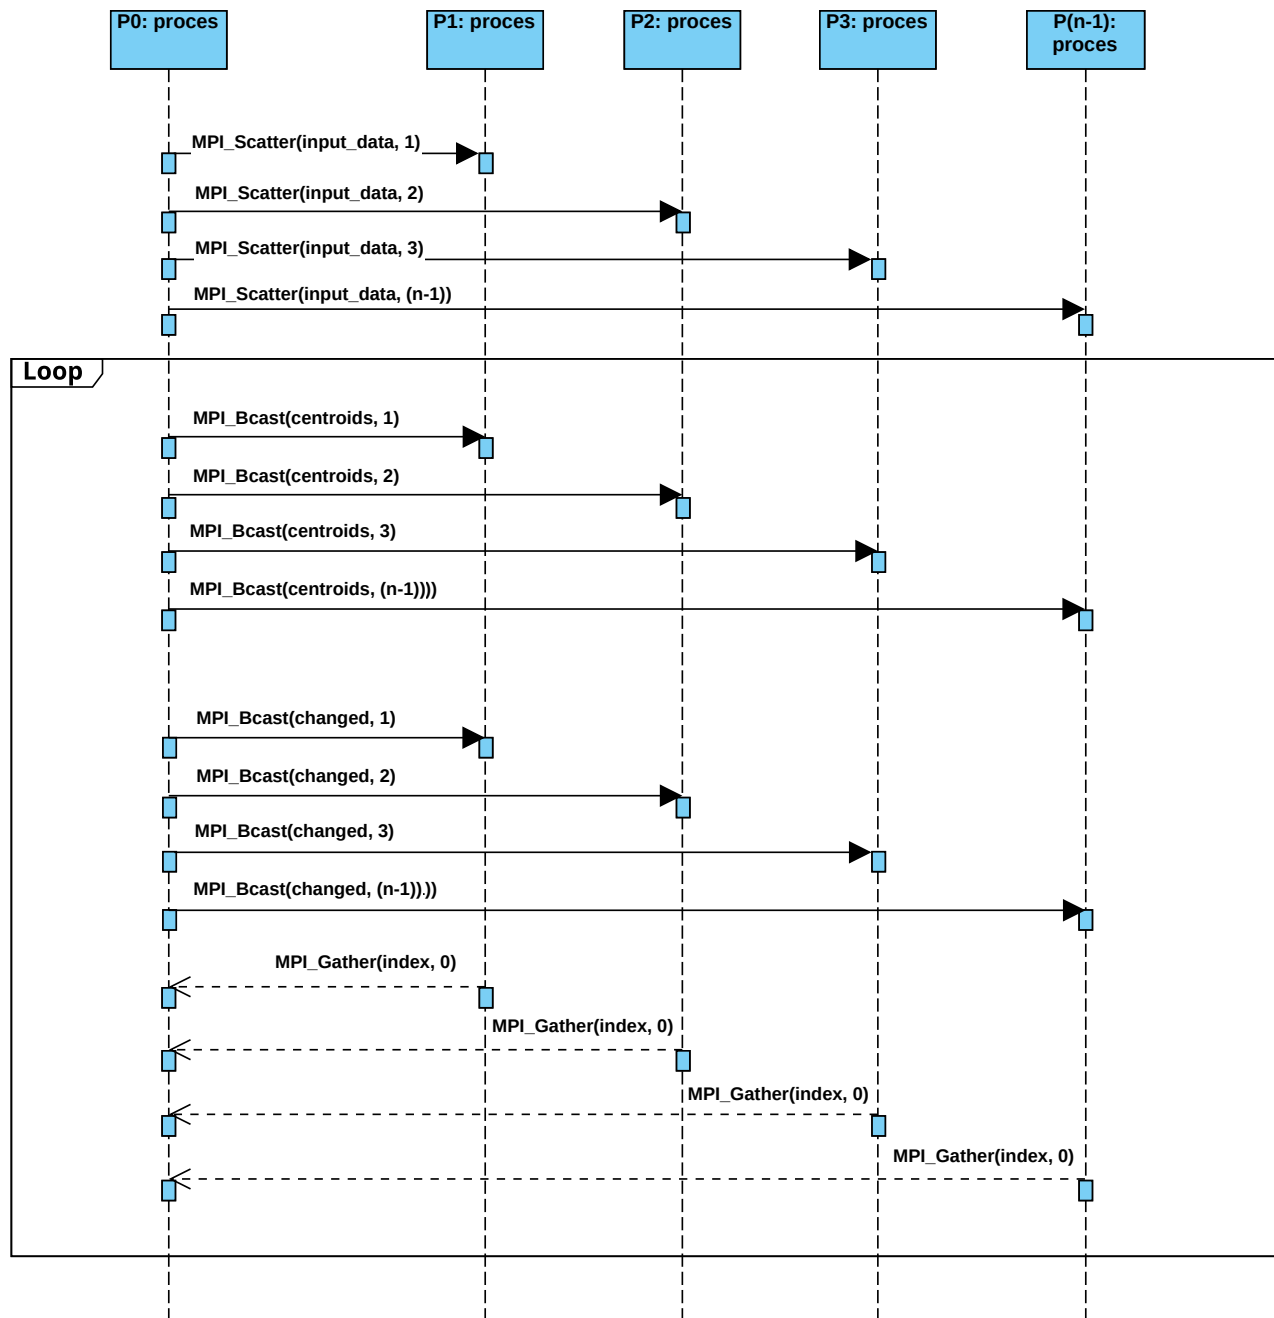 P0: proces
P1: proces
P2: proces
P3: proces
P(n-1):
proces
MPI_Scatter(input_data, 1)
MPI_Scatter(input_data, 2)
MPI_Scatter(input_data, 3)
MPI_Scatter(input_data, (n-1))
Loop
MPI_Bcast(centroids, 1)
MPI_Bcast(centroids, 2)
MPI_Bcast(centroids, 3)
MPI_Bcast(centroids, (n-1))))
MPI_Bcast(changed, 1)
MPI_Bcast(changed, 2)
MPI_Bcast(changed, 3)
MPI_Bcast(changed, (n-1)).))
MPI_Gather(index, 0)
MPI_Gather(index, 0)
MPI_Gather(index, 0)
MPI_Gather(index, 0)